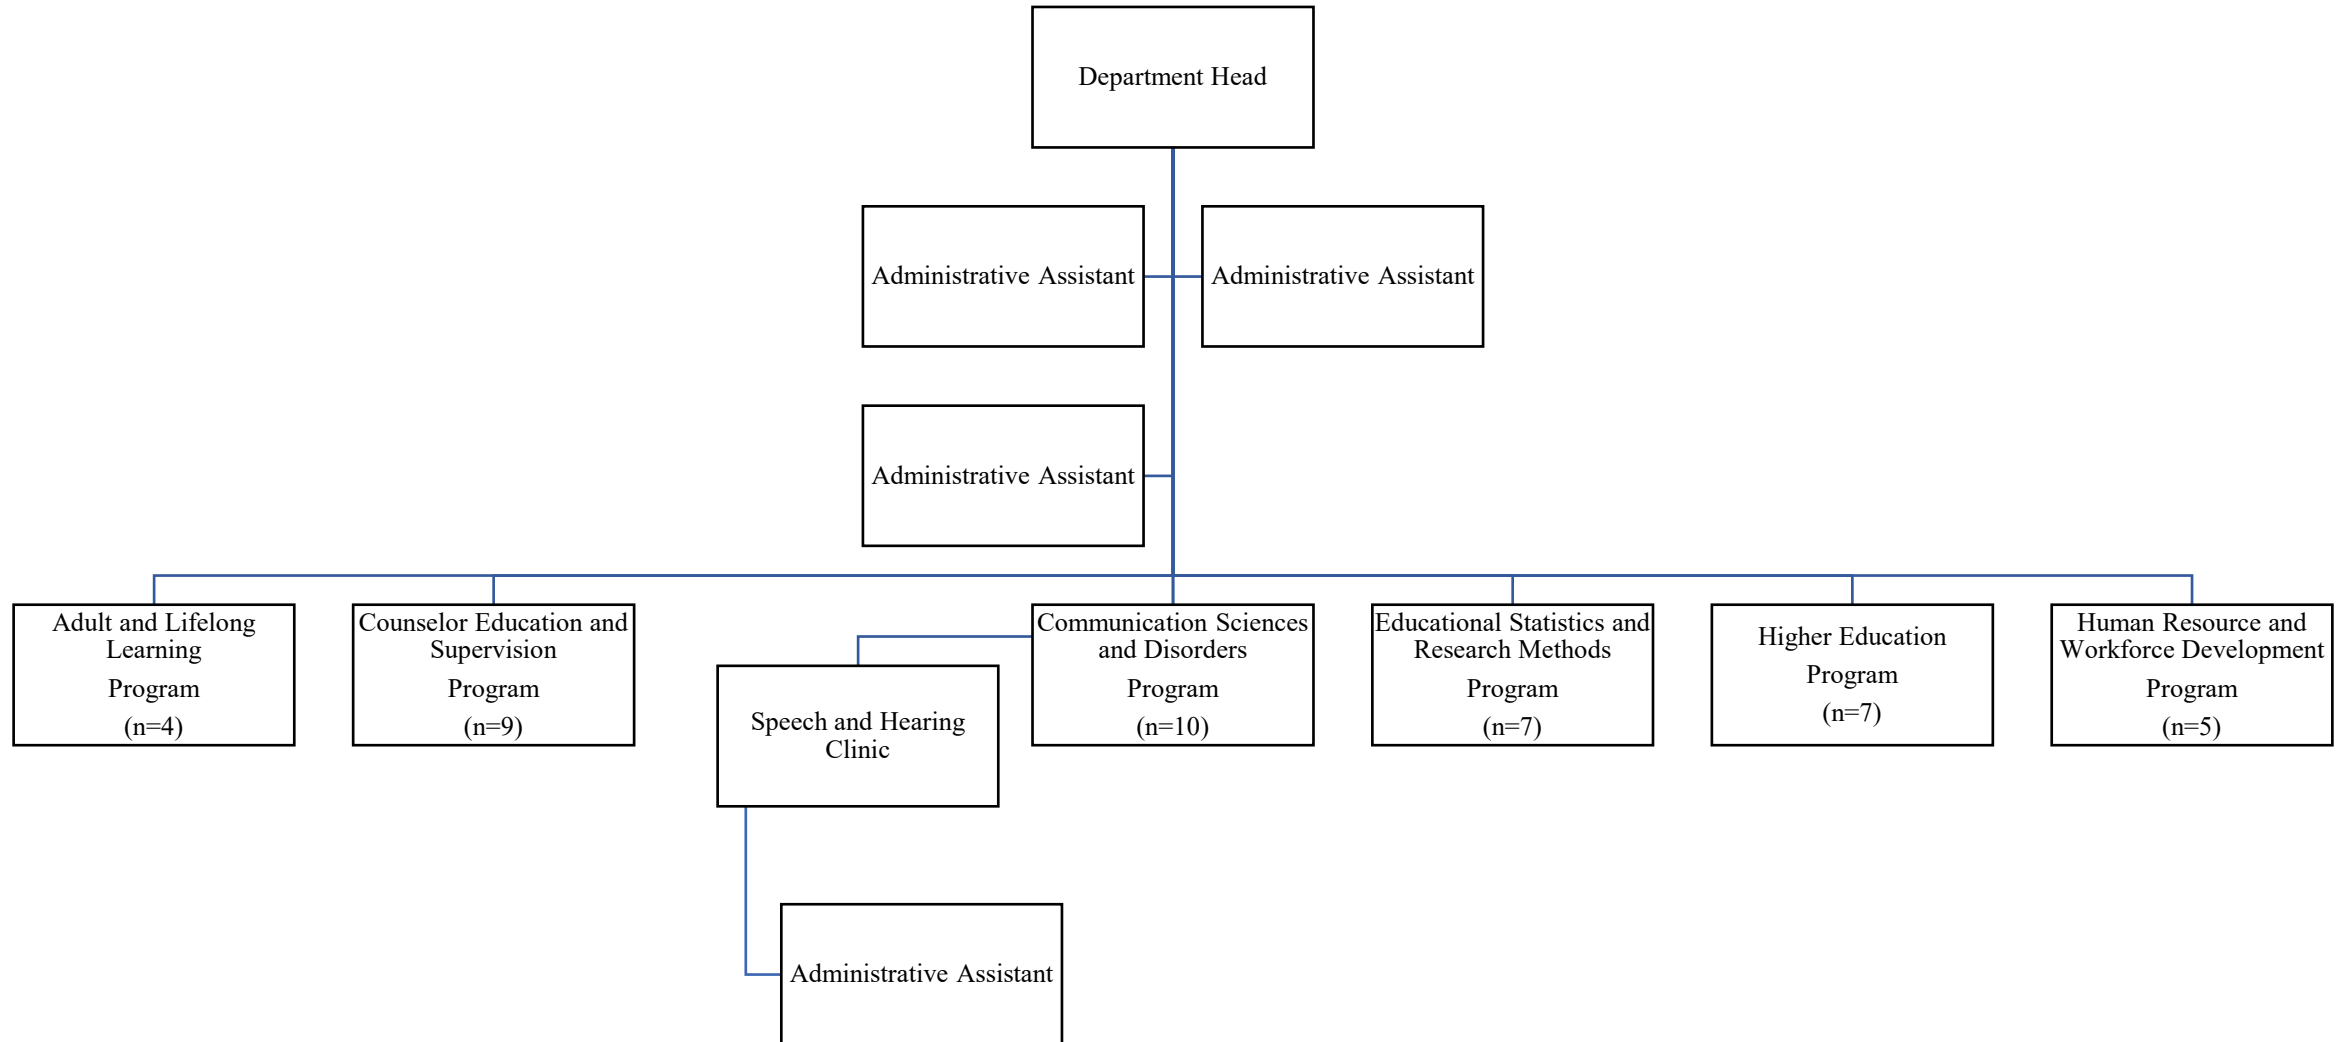 Department Head
Administrative Assistant
Administrative Assistant
Administrative Assistant
Adult and Lifelong
Learning
Program
(n=4)
Counselor Education and
Supervision
Program
(n=9)
Speech and Hearing
Clinic
Administrative Assistant
Communication Sciences
and Disorders
Program
(n=10)
Educational Statistics and
Research Methods
Program
(n=7)
Higher Education
Program
(n=7)
Human Resource and
Workforce Development
Program
(n=5)